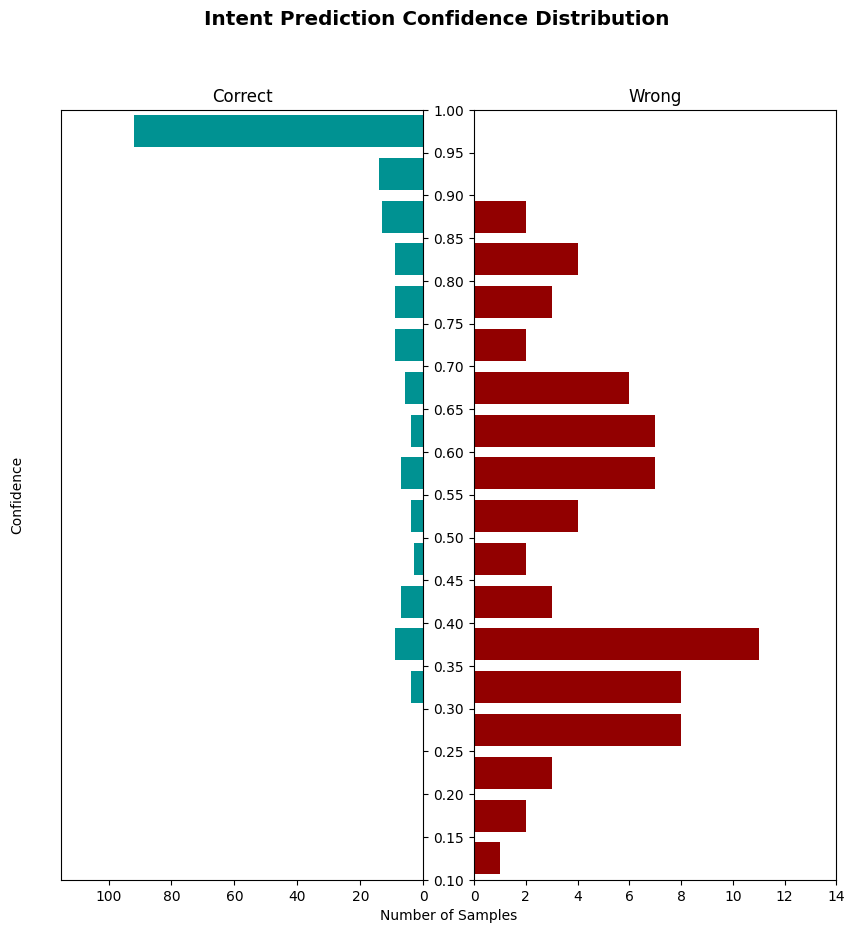 Intent Prediction Confidence Distribution
Correct
Wrong
1.00
0.95
0.90
0.85
0.80
0.75
0.70
0.65
0.60
0.55
0.50
0.45
0.40
0.35
0.30
0.25
0.20
0.15
0.10
Confidence
100 80 60 40 20 0
0 2 4 6 8 10 12 14
Number of Samples